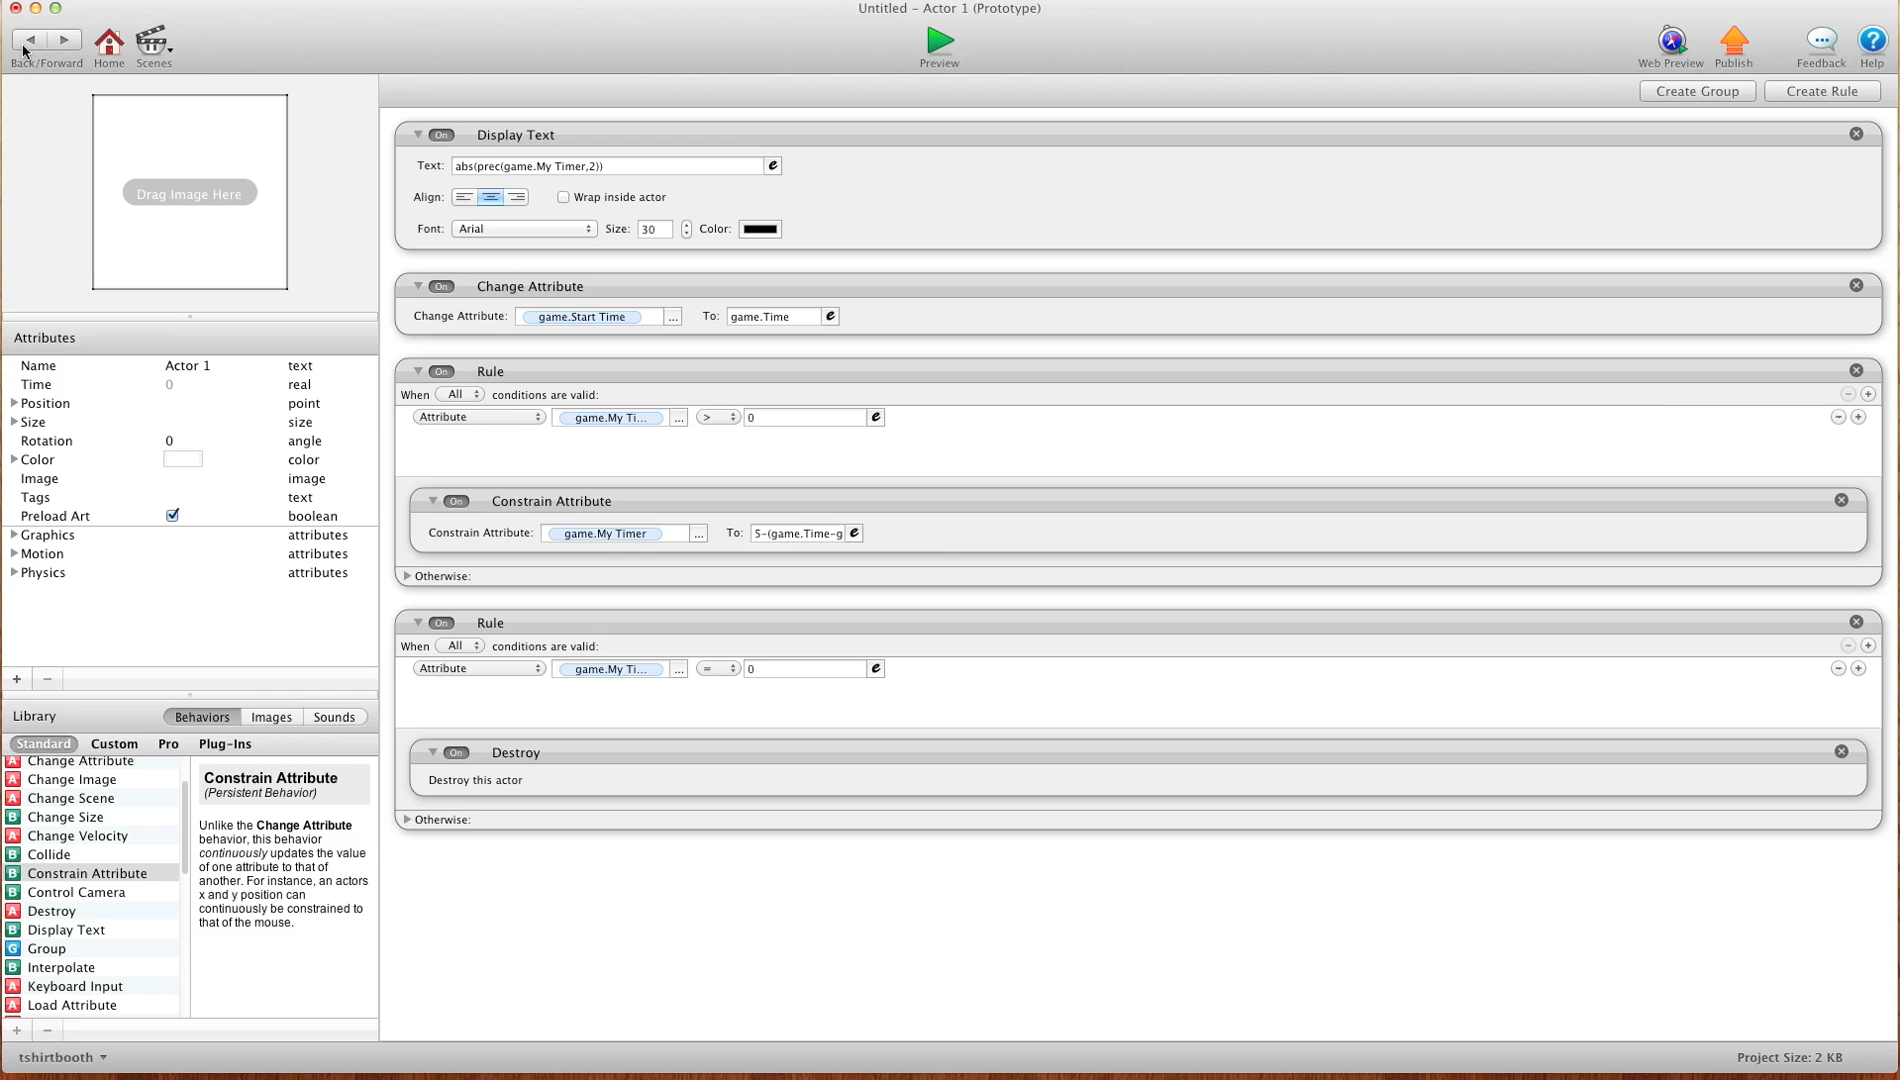 Untitled – Actor 1 (Prototype)
Back/Forward Home Scenes Preview Web Preview Publish Feedback Help
Create Group Create Rule
Drag Image Here
Attributes
Name Actor 1 text
Time 0 real
Position point
Size size
Rotation 0 angle
Color color
Image image
Tags text
Preload Art boolean
Graphics attributes
Motion attributes
Physics attributes
+ −
Library Behaviors Images Sounds
Standard Custom Pro Plug-Ins
A Change Attribute
A Change Image
A Change Scene
B Change Size
A Change Velocity
B Collide
B Constrain Attribute
B Control Camera
A Destroy
B Display Text
G Group
B Interpolate
A Keyboard Input
A Load Attribute
Constrain Attribute
(Persistent Behavior)
Unlike the Change Attribute
behavior, this behavior
continuously updates the value
of one attribute to that of
another. For instance, an actors
x and y position can
continuously be constrained to
that of the mouse.
+ −
On Display Text
Text: abs(prec(game.My Timer,2)) e
Align: Wrap inside actor
Font: Arial Size: 30 Color:
On Change Attribute
Change Attribute: game.Start Time ... To: game.Time e
On Rule
When All conditions are valid:
Attribute game.My Ti... ... > 0 e
On Constrain Attribute
Constrain Attribute: game.My Timer ... To: 5-(game.Time-g e
Otherwise:
On Rule
When All conditions are valid:
Attribute game.My Ti... ... = 0 e
On Destroy
Destroy this actor
Otherwise:
tshirtbooth Project Size: 2 KB